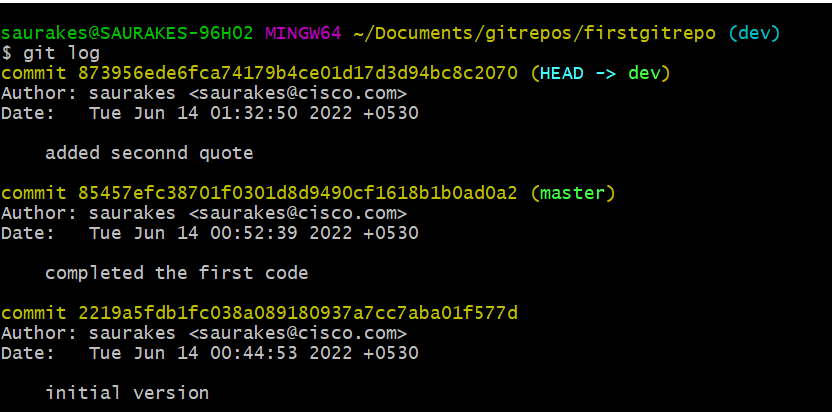 saurakes@SAURAKES-96H02 MINGW64 ~/Documents/gitrepos/firstgitrepo (dev)
$ git log
commit 873956ede6fca74179b4ce01d17d3d94bc8c2070 (HEAD -> dev)
Author: saurakes <saurakes@cisco.com>
Date:   Tue Jun 14 01:32:50 2022 +0530
    added seconnd quote
commit 85457efc38701f0301d8d9490cf1618b1b0ad0a2 (master)
Author: saurakes <saurakes@cisco.com>
Date:   Tue Jun 14 00:52:39 2022 +0530
    completed the first code
commit 2219a5fdb1fc038a089180937a7cc7aba01f577d
Author: saurakes <saurakes@cisco.com>
Date:   Tue Jun 14 00:44:53 2022 +0530
    initial version